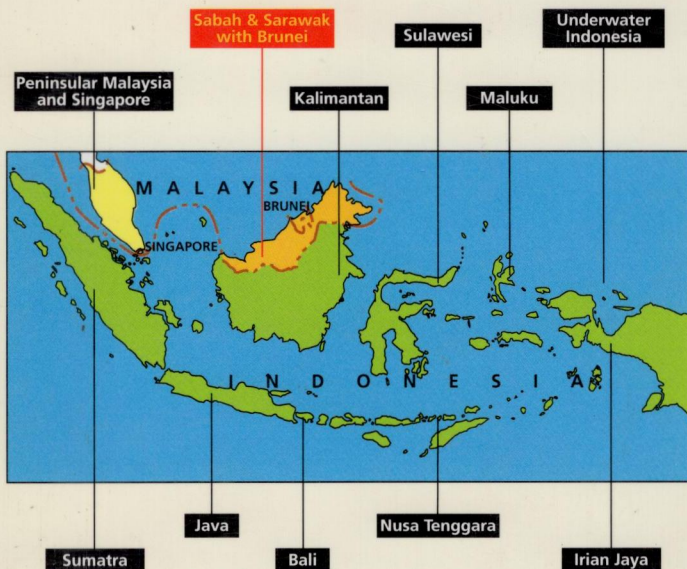 Sabah & Sarawak
with Brunei
Sulawesi
Underwater
Indonesia
Peninsular Malaysia
and Singapore
Kalimantan
Maluku
MALAYSIA
BRUNEI
SINGAPORE
INDONESIA
Java
Nusa Tenggara
Sumatra
Bali
Irian Jaya